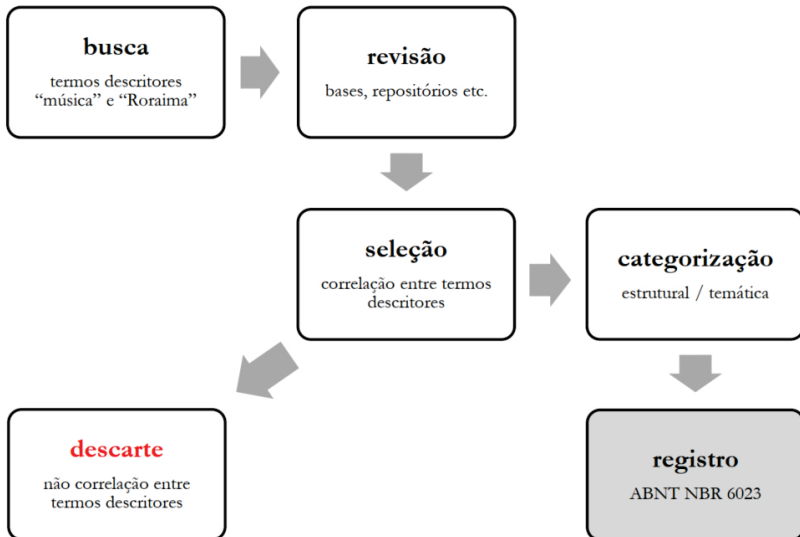 busca
termos descritores
“música” e “Roraima”
revisão
bases, repositórios etc.
seleção
correlação entre termos
descritores
categorização
estrutural / temática
descarte
não correlação entre
termos descritores
registro
ABNT NBR 6023